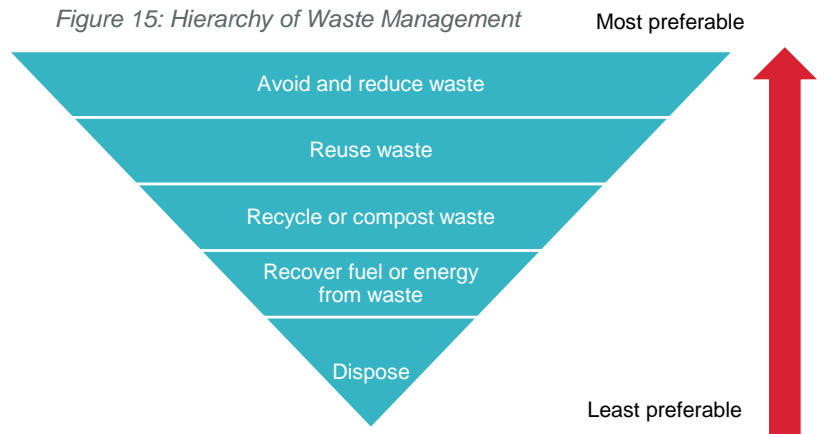 Figure 15: Hierarchy of Waste Management
Most preferable
Avoid and reduce waste
Reuse waste
Recycle or compost waste
Recover fuel or energy
from waste
Dispose
Least preferable